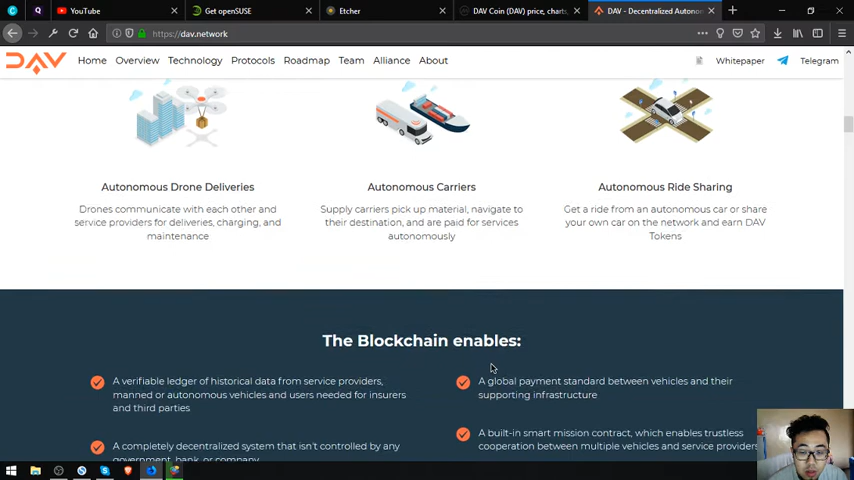 YouTube
Get openSUSE
Etcher
DAV Coin (DAV) price, charts,
DAV - Decentralized Autono
https://dav.network
DAV
Home
Overview
Technology
Protocols
Roadmap
Team
Alliance
About
Whitepaper
Telegram
Autonomous Drone Deliveries
Drones communicate with each other and
service providers for deliveries, charging, and
maintenance
Autonomous Carriers
Supply carriers pick up material, navigate to
their destination, and are paid for services
autonomously
Autonomous Ride Sharing
Get a ride from an autonomous car or share
your own car on the network and earn DAV
Tokens
The Blockchain enables:
A verifiable ledger of historical data from service providers,
manned or autonomous vehicles and users needed for insurers
and third parties
A completely decentralized system that isn't controlled by any
government, bank, or company
A global payment standard between vehicles and their
supporting infrastructure
A built-in smart mission contract, which enables trustless
cooperation between multiple vehicles and service providers